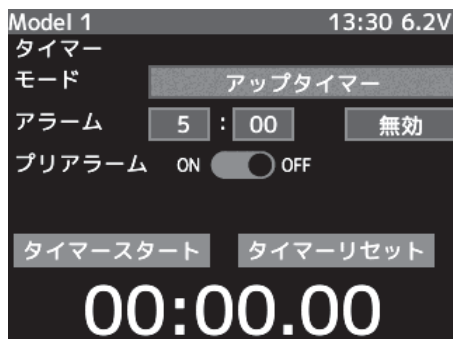 Model 1 13:30 6.2V
タイマー
モード アップタイマー
アラーム 5 : 00 無効
プリアラーム ON OFF
タイマースタート タイマーリセット
00:00.00